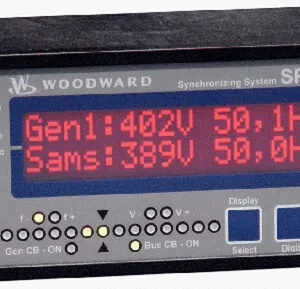 WOODWARD
Synchronizing System SP
Gen1:402V 50,1H
Sams:389V 50,0H
f - f + V - V +
Display
Gen CB - ON Bus CB - ON
Select Digit